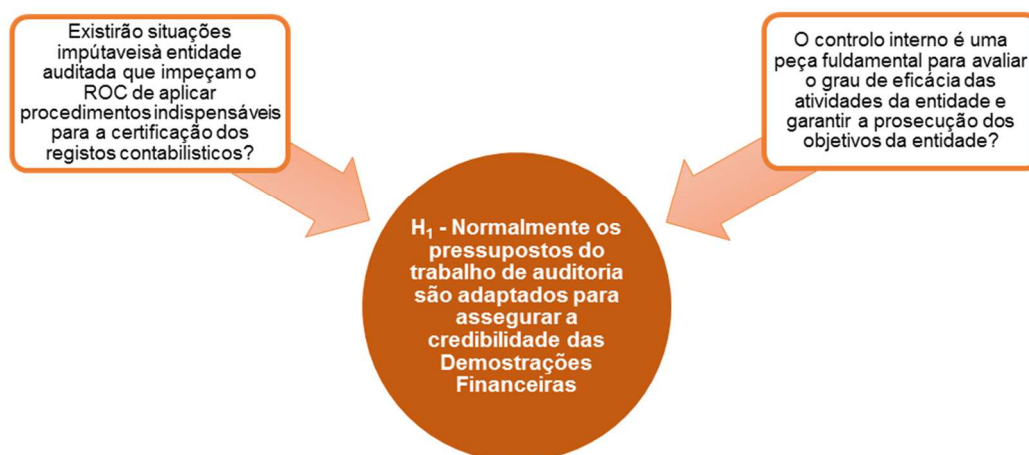 Existirão situações
impútaveisà entidade
auditada que impeçam o
ROC de aplicar
procedimentos indispensáveis
para a certificação dos
registos contabilísticos?
O controlo interno é uma
peça fuldamental para avaliar
o grau de eficácia das
atividades da entidade e
garantir a prosecução dos
objetivos da entidade?
H₁ - Normalmente os
pressupostos do
trabalho de auditoria
são adaptados para
assegurar a
credibilidade das
Demostrações
Financeiras